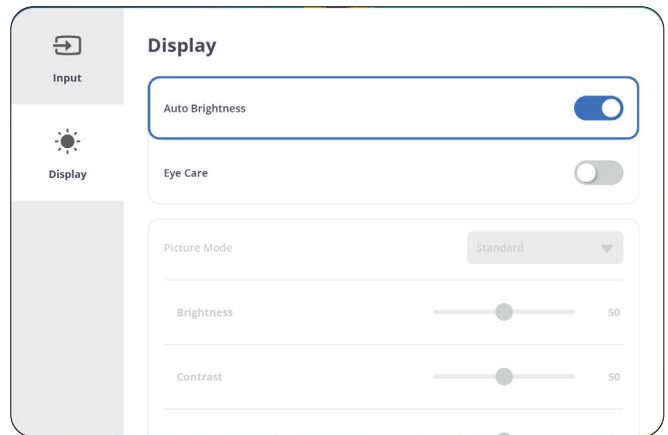 Input
Display
Display
Auto Brightness
Eye Care
Picture Mode Standard
Brightness 50
Contrast 50